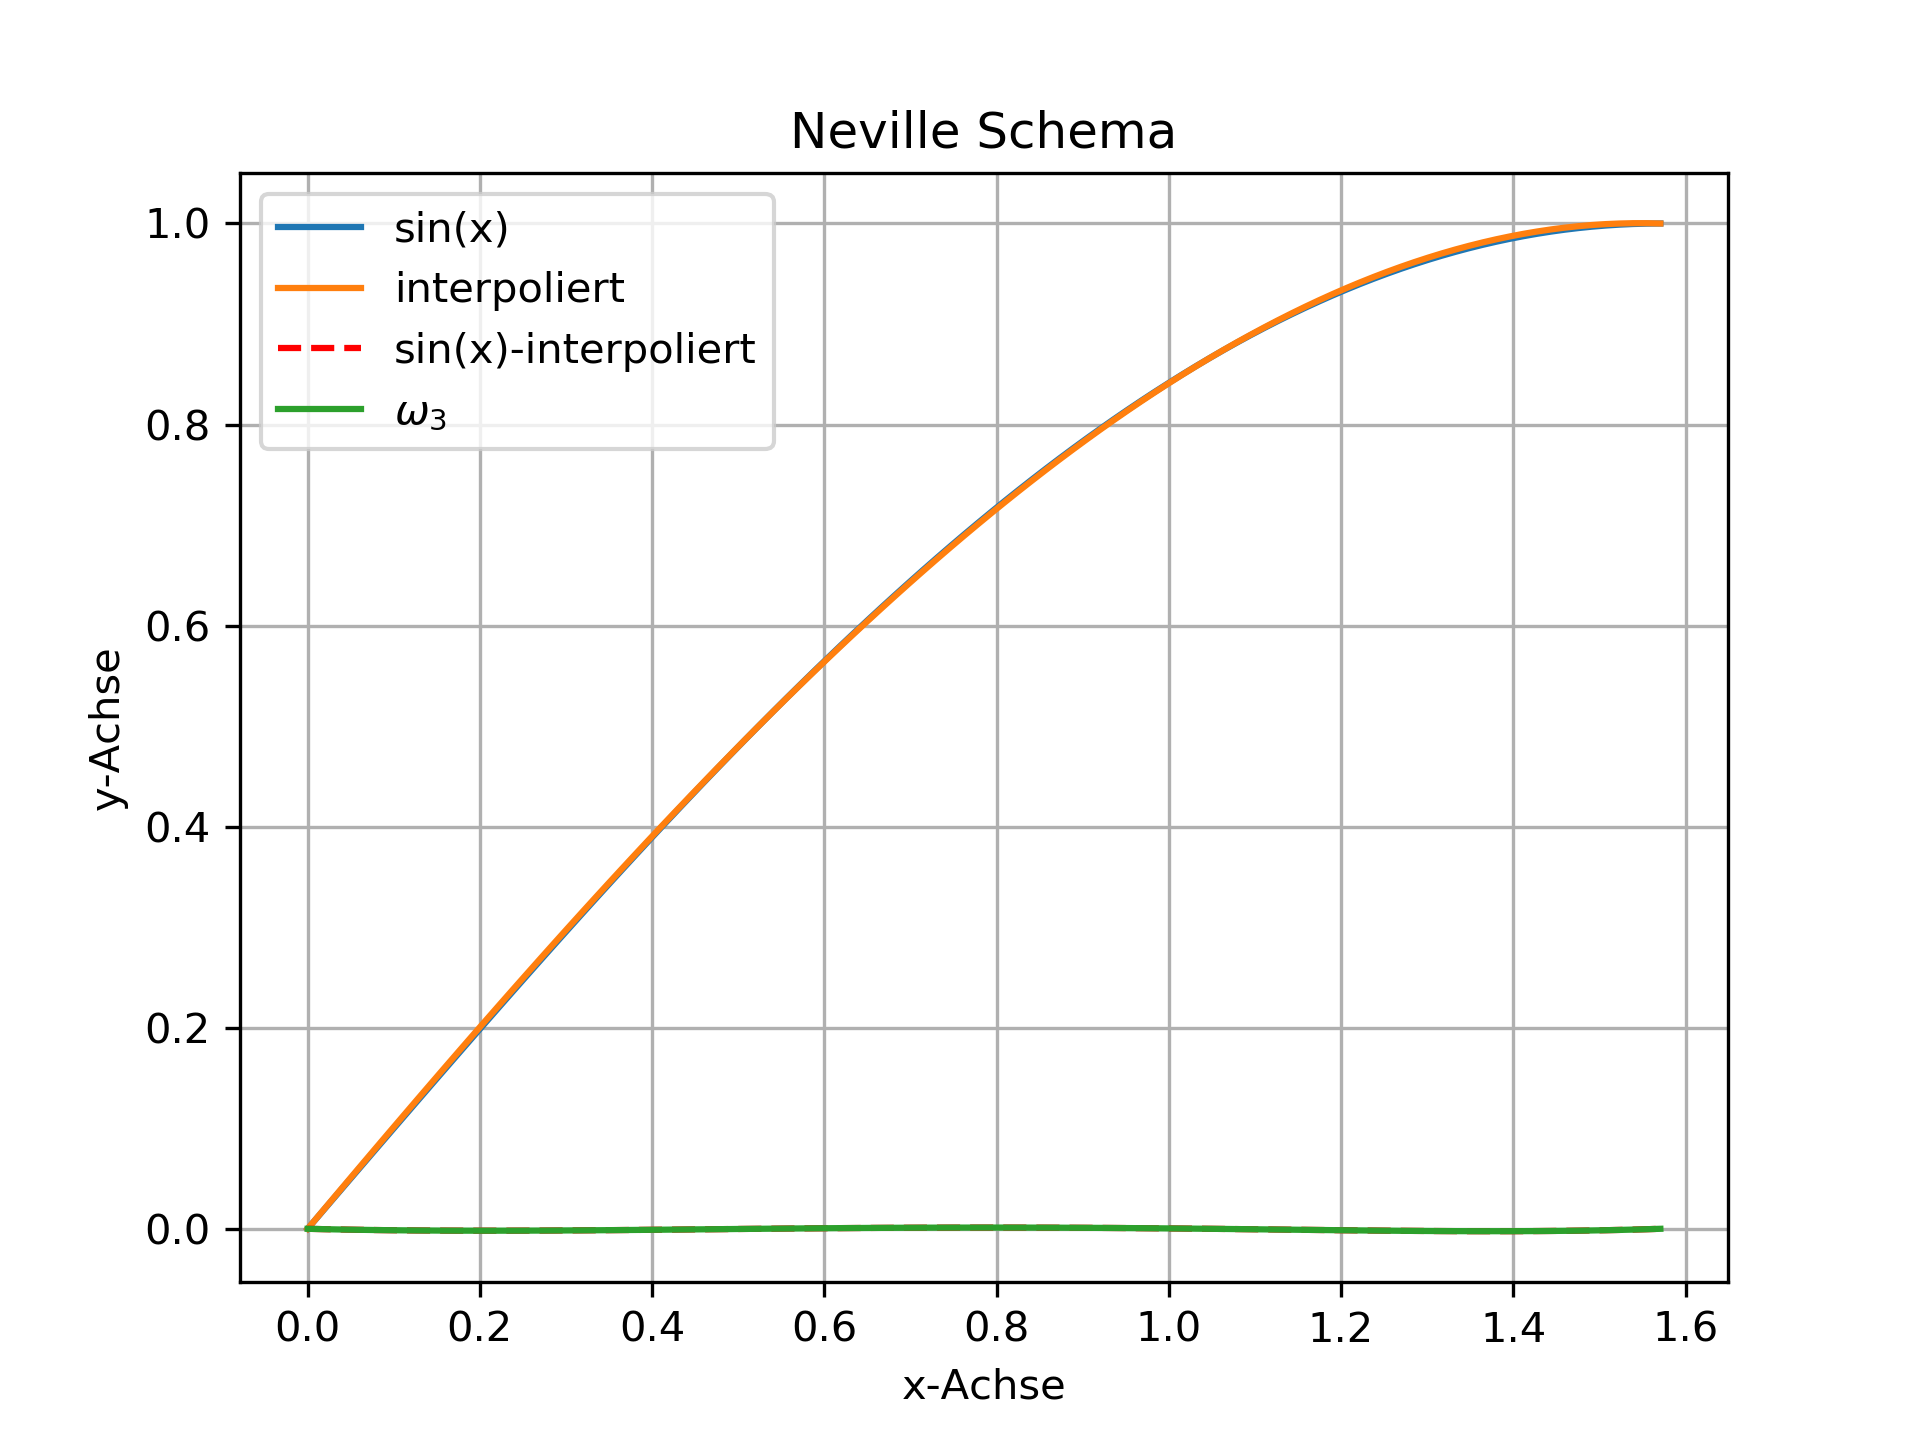 Neville Schema
sin(x)
interpoliert
sin(x)-interpoliert
ω₃
1.0
0.8
0.6
0.4
0.2
0.0
y-Achse
0.0 0.2 0.4 0.6 0.8 1.0 1.2 1.4 1.6
x-Achse